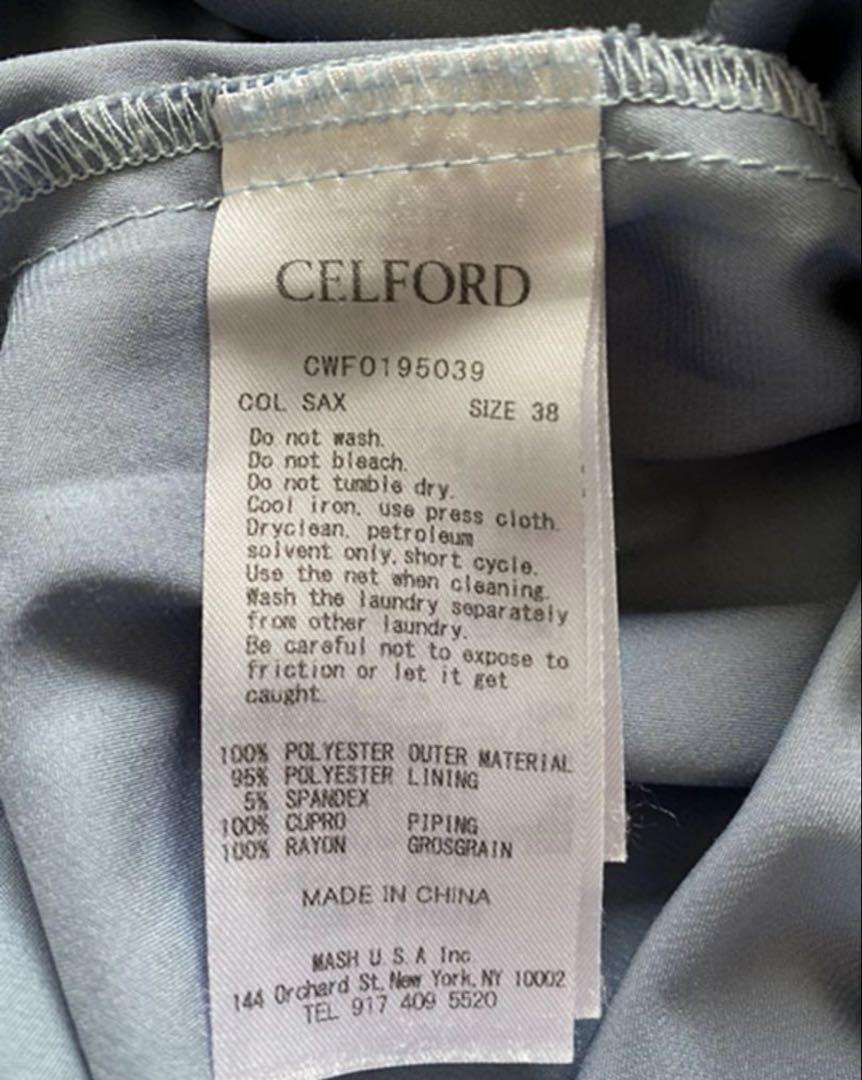 CELFORD
CWF0195039
COL SAX SIZE 38
Do not wash.
Do not bleach.
Do not tumble dry.
Cool iron. use press cloth.
Dryclean. petroleum
solvent only. short cycle.
Use the net when cleaning.
Wash the laundry separately
from other laundry.
Be careful not to expose to
friction or let it get
caught.
100% POLYESTER OUTER MATERIAL
95% POLYESTER LINING
5% SPANDEX
100% CUPRO PIPING
100% RAYON GROSGRAIN
MADE IN CHINA
MASH U.S.A Inc
144 Orchard St. New York. NY 10002
TEL 917 409 5520